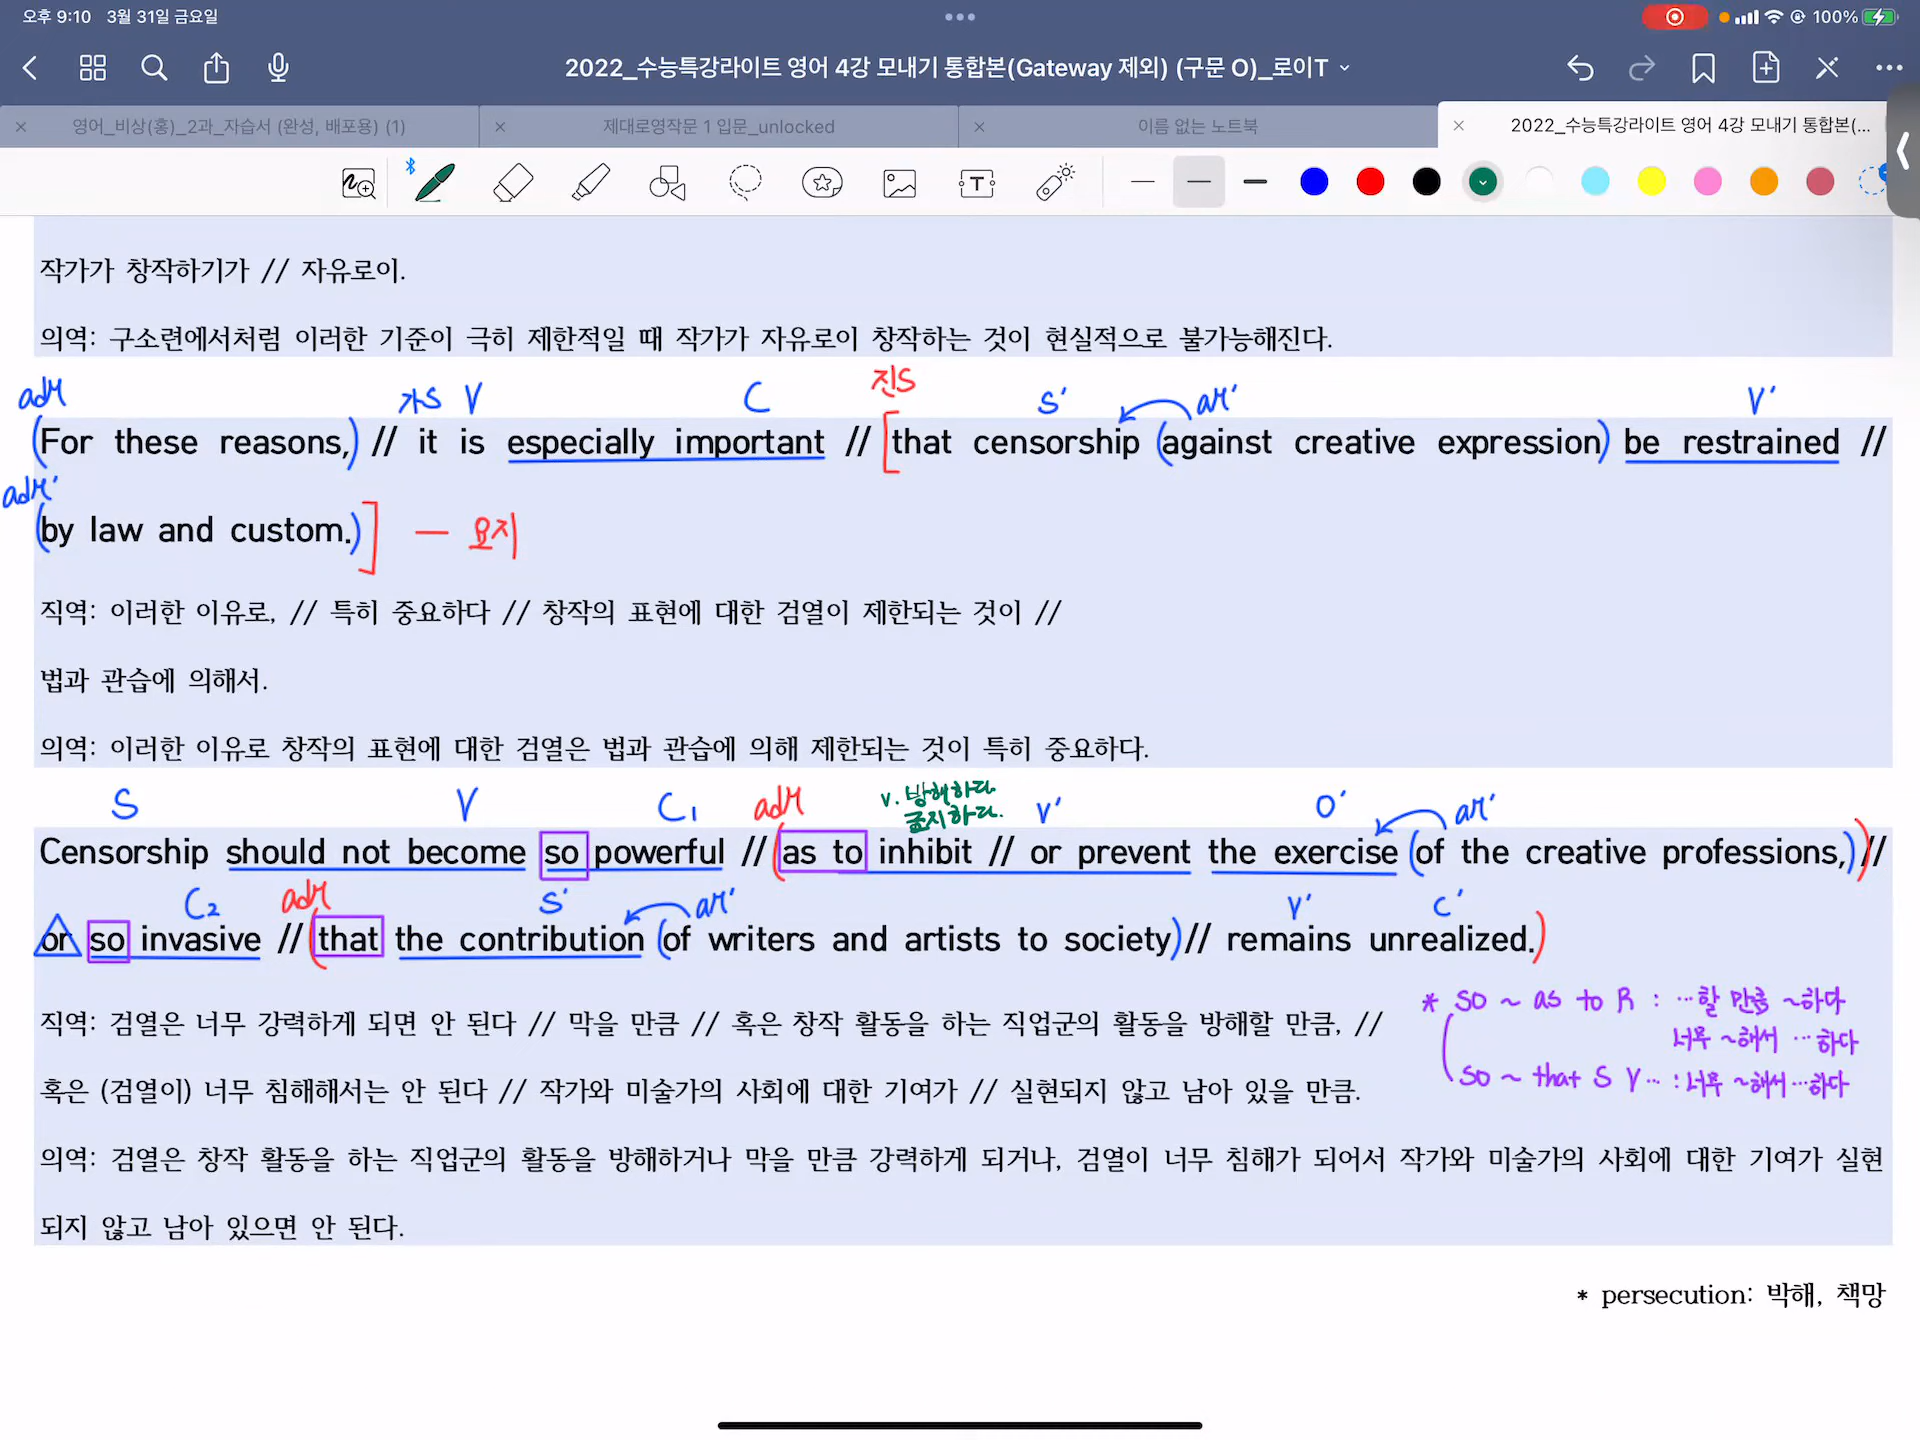 오후 9:10 3월 31일 금요일
100%
2022_수능특강라이트 영어 4강 모내기 통합본(Gateway 제외) (구문 O)_로이T
영어_비상(홍)_2과_자습서 (완성, 배포용) (1)
제대로영작문 1 입문_unlocked
이름 없는 노트북
2022_수능특강라이트 영어 4강 모내기 통합본(...
작가가 창작하기가 // 자유로이.
의역: 구소련에서처럼 이러한 기준이 극히 제한적일 때 작가가 자유로이 창작하는 것이 현실적으로 불가능해진다.
가S V C 진S S' V'
(For these reasons,) // it is especially important // [that censorship (against creative expression) be restrained //
(by law and custom.)] — 요지
직역: 이러한 이유로, // 특히 중요하다 // 창작의 표현에 대한 검열이 제한되는 것이 //
법과 관습에 의해서.
의역: 이러한 이유로 창작의 표현에 대한 검열은 법과 관습에 의해 제한되는 것이 특히 중요하다.
v. 방해하다
금지하다.
S V C₁ V' O'
Censorship should not become so powerful // (as to inhibit // or prevent the exercise (of the creative professions,)) //
C₂ S' V' C'
or so invasive // (that the contribution (of writers and artists to society) // remains unrealized.)
* so ~ as to R : …할 만큼 ~하다
너무 ~해서 …하다
so ~ that S V… : 너무 ~해서 …하다
직역: 검열은 너무 강력하게 되면 안 된다 // 막을 만큼 // 혹은 창작 활동을 하는 직업군의 활동을 방해할 만큼, //
혹은 (검열이) 너무 침해해서는 안 된다 // 작가와 미술가의 사회에 대한 기여가 // 실현되지 않고 남아 있을 만큼.
의역: 검열은 창작 활동을 하는 직업군의 활동을 방해하거나 막을 만큼 강력하게 되거나, 검열이 너무 침해가 되어서 작가와 미술가의 사회에 대한 기여가 실현
되지 않고 남아 있으면 안 된다.
* persecution: 박해, 책망